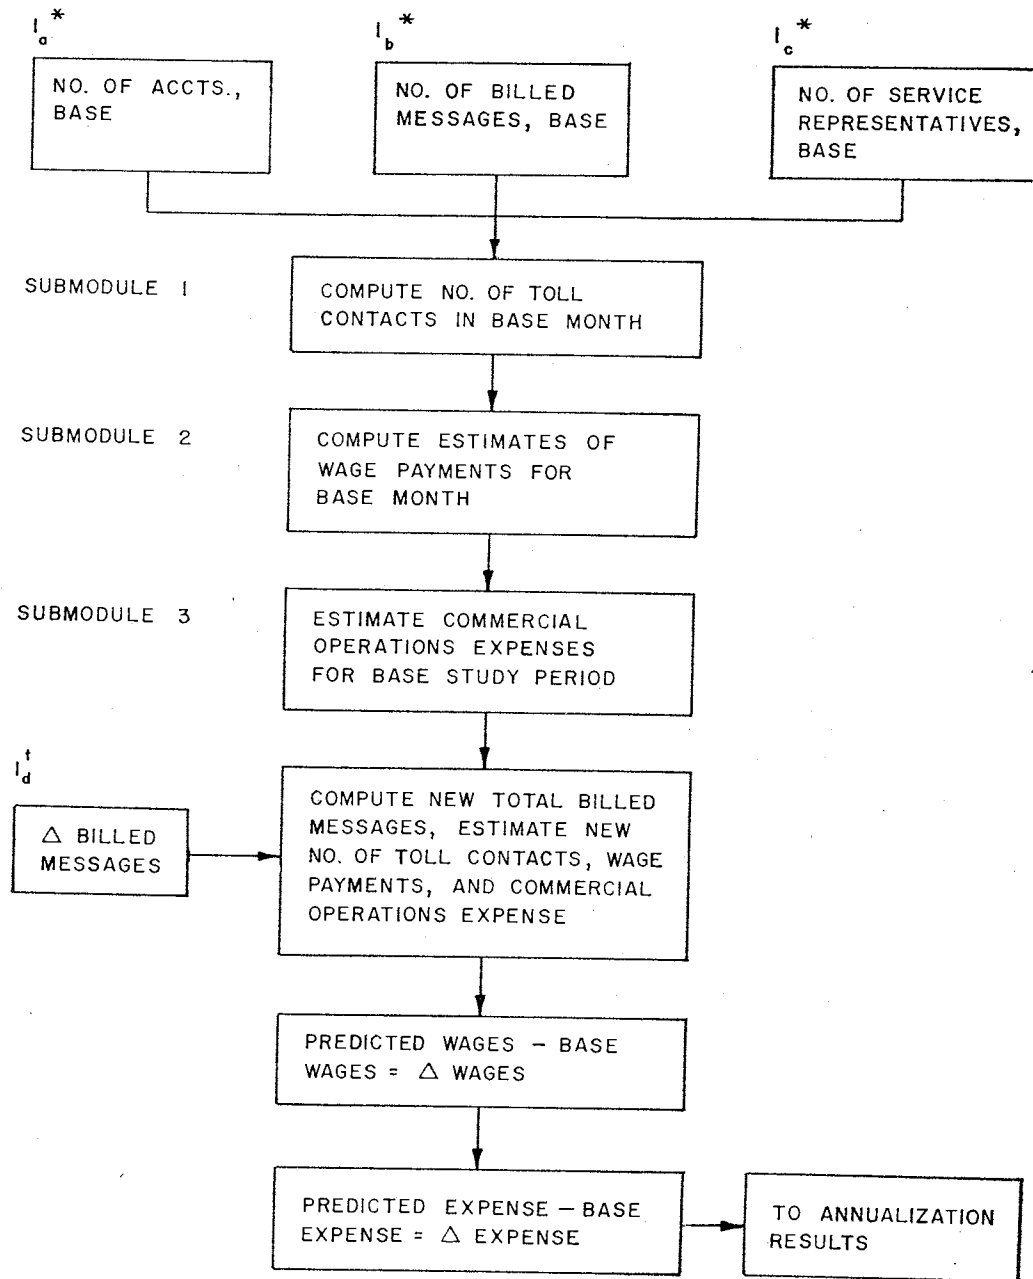 I_a*
I_b*
I_c*
NO. OF ACCTS.,
BASE
NO. OF BILLED
MESSAGES, BASE
NO. OF SERVICE
REPRESENTATIVES,
BASE
SUBMODULE 1
COMPUTE NO. OF TOLL
CONTACTS IN BASE MONTH
SUBMODULE 2
COMPUTE ESTIMATES OF
WAGE PAYMENTS FOR
BASE MONTH
SUBMODULE 3
ESTIMATE COMMERCIAL
OPERATIONS EXPENSES
FOR BASE STUDY PERIOD
I_d†
Δ BILLED
MESSAGES
COMPUTE NEW TOTAL BILLED
MESSAGES, ESTIMATE NEW
NO. OF TOLL CONTACTS, WAGE
PAYMENTS, AND COMMERCIAL
OPERATIONS EXPENSE
PREDICTED WAGES – BASE
WAGES = Δ WAGES
PREDICTED EXPENSE – BASE
EXPENSE = Δ EXPENSE
TO ANNUALIZATION
RESULTS